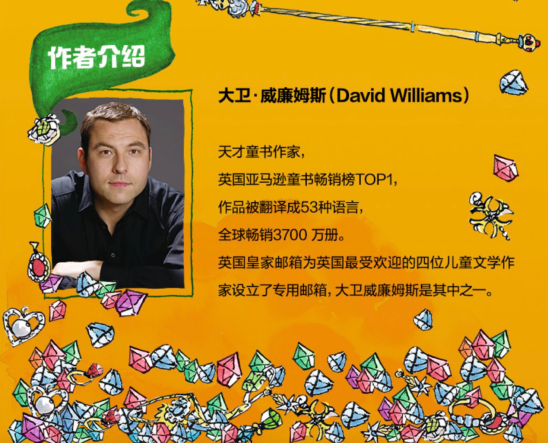 作者介绍
大卫·威廉姆斯（David Williams）
天才童书作家，
英国亚马逊童书畅销榜TOP1，
作品被翻译成53种语言，
全球畅销3700 万册。
英国皇家邮箱为英国最受欢迎的四位儿童文学作
家设立了专用邮箱，大卫威廉姆斯是其中之一。